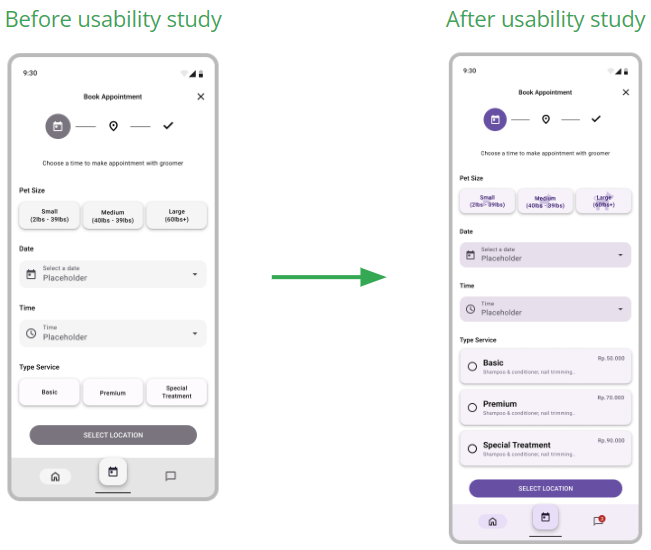 Before usability study
After usability study
9:30
Book Appointment
Choose a time to make appointment with groomer
Pet Size
Small
(2lbs - 39lbs)
Medium
(40lbs - 39lbs)
Large
(60lbs+)
Date
Select a date
Placeholder
Time
Time
Placeholder
Type Service
Basic
Premium
Special
Treatment
SELECT LOCATION
9:30
Book Appointment
Choose a time to make appointment with groomer
Pet Size
Small
(2lbs- 39lbs)
Medium
(40lbs - 39lbs)
Large
(60lbs+)
Date
Select a date
Placeholder
Time
Time
Placeholder
Type Service
Basic
Rp.50.000
Shampoo & conditioner, nail trimming.
Premium
Rp.70.000
Shampoo & conditioner, nail trimming.
Special Treatment
Rp.90.000
Shampoo & conditioner, nail trimming.
SELECT LOCATION